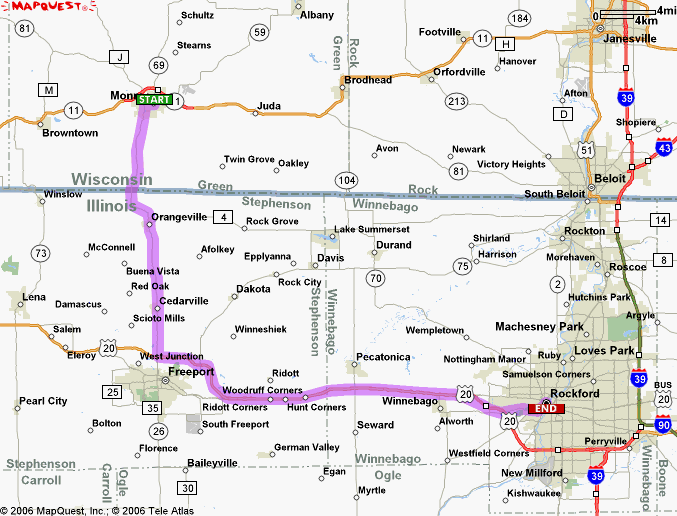 MAPQUEST
Schultz
Albany
184
4mi
0
4km
81
59
Footville
11
H
Janesville
Stearns
J
69
Rock
Green
Hanover
M
Brodhead
Orfordville
Monr
START
1
213
Afton
39
11
Juda
D
Shopiere
Browntown
Avon
Newark
51
43
Twin Grove
Oakley
81
Victory Heights
Wisconsin
104
Beloit
Green
Rock
South Beloit
Winslow
Illinois
Stephenson
Winnebago
Orangeville
4
Rock Grove
14
Lake Summerset
Shirland
Rockton
73
McConnell
Afolkey
Durand
Harrison
Morehaven
8
Buena Vista
Epplyanna
Davis
75
Roscoe
Red Oak
Rock City
70
2
Lena
Dakota
Hutchins Park
Damascus
Cedarville
Winnebago
Stephenson
Argyle
Scioto Mills
Salem
Winneshiek
Wempletown
Machesney Park
20
Eleroy
West Junction
Pecatonica
Nottingham Manor
Ruby
Loves Park
Freeport
Ridott
Samuelson Corners
39
BUS
25
Woodruff Corners
20
Rockford
20
Pearl City
35
Ridott Corners
Hunt Corners
Winnebago
END
Bolton
26
South Freeport
Seward
Alworth
20
90
Florence
German Valley
Westfield Corners
Perryville
Stephenson
Carroll
Baileyville
Winnebago
Ogle
New Millford
39
Boone
Winnebago
Ogle
Carroll
30
Egan
Myrtle
Kishwaukee
© 2006 MapQuest, Inc.; © 2006 Tele Atlas